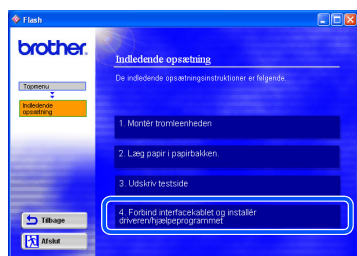 Flash
brother
Indledende opsætning
De indledende opsætningsinstruktioner er følgende.
Topmenu
Indledende
opsætning
1. Montér tromleenheden
2. Læg papir i papirbakken.
3. Udskriv testside
4. Forbind interfacekablet og installér
driveren/hjælpeprogrammet
Tilbage
Afslut